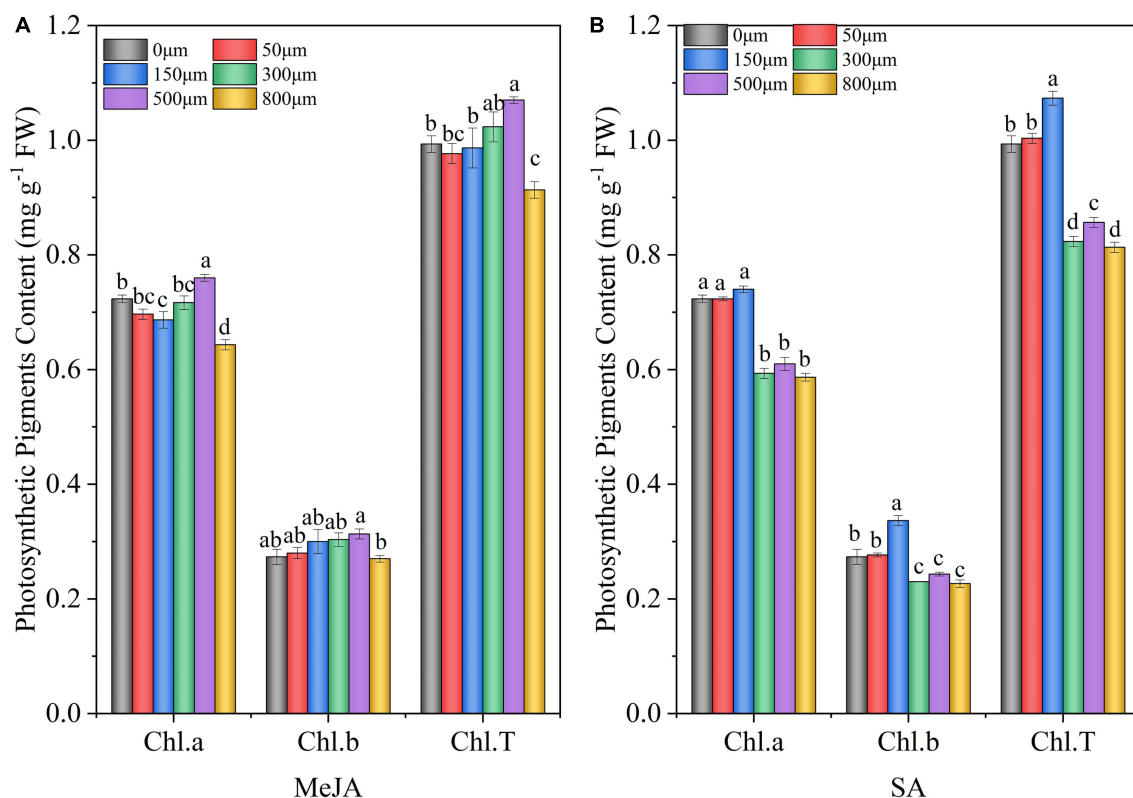 A
Photosynthetic Pigments Content (mg g⁻¹ FW)
1.2
1.0
0.8
0.6
0.4
0.2
0.0
0μm 50μm
150μm 300μm
500μm 800μm
b bc c bc a d
ab ab ab ab a b
b bc b ab a c
Chl.a Chl.b Chl.T
MeJA
B
Photosynthetic Pigments Content (mg g⁻¹ FW)
1.2
1.0
0.8
0.6
0.4
0.2
0.0
0μm 50μm
150μm 300μm
500μm 800μm
a a a b b b
b b a c c c
b b a d c d
Chl.a Chl.b Chl.T
SA